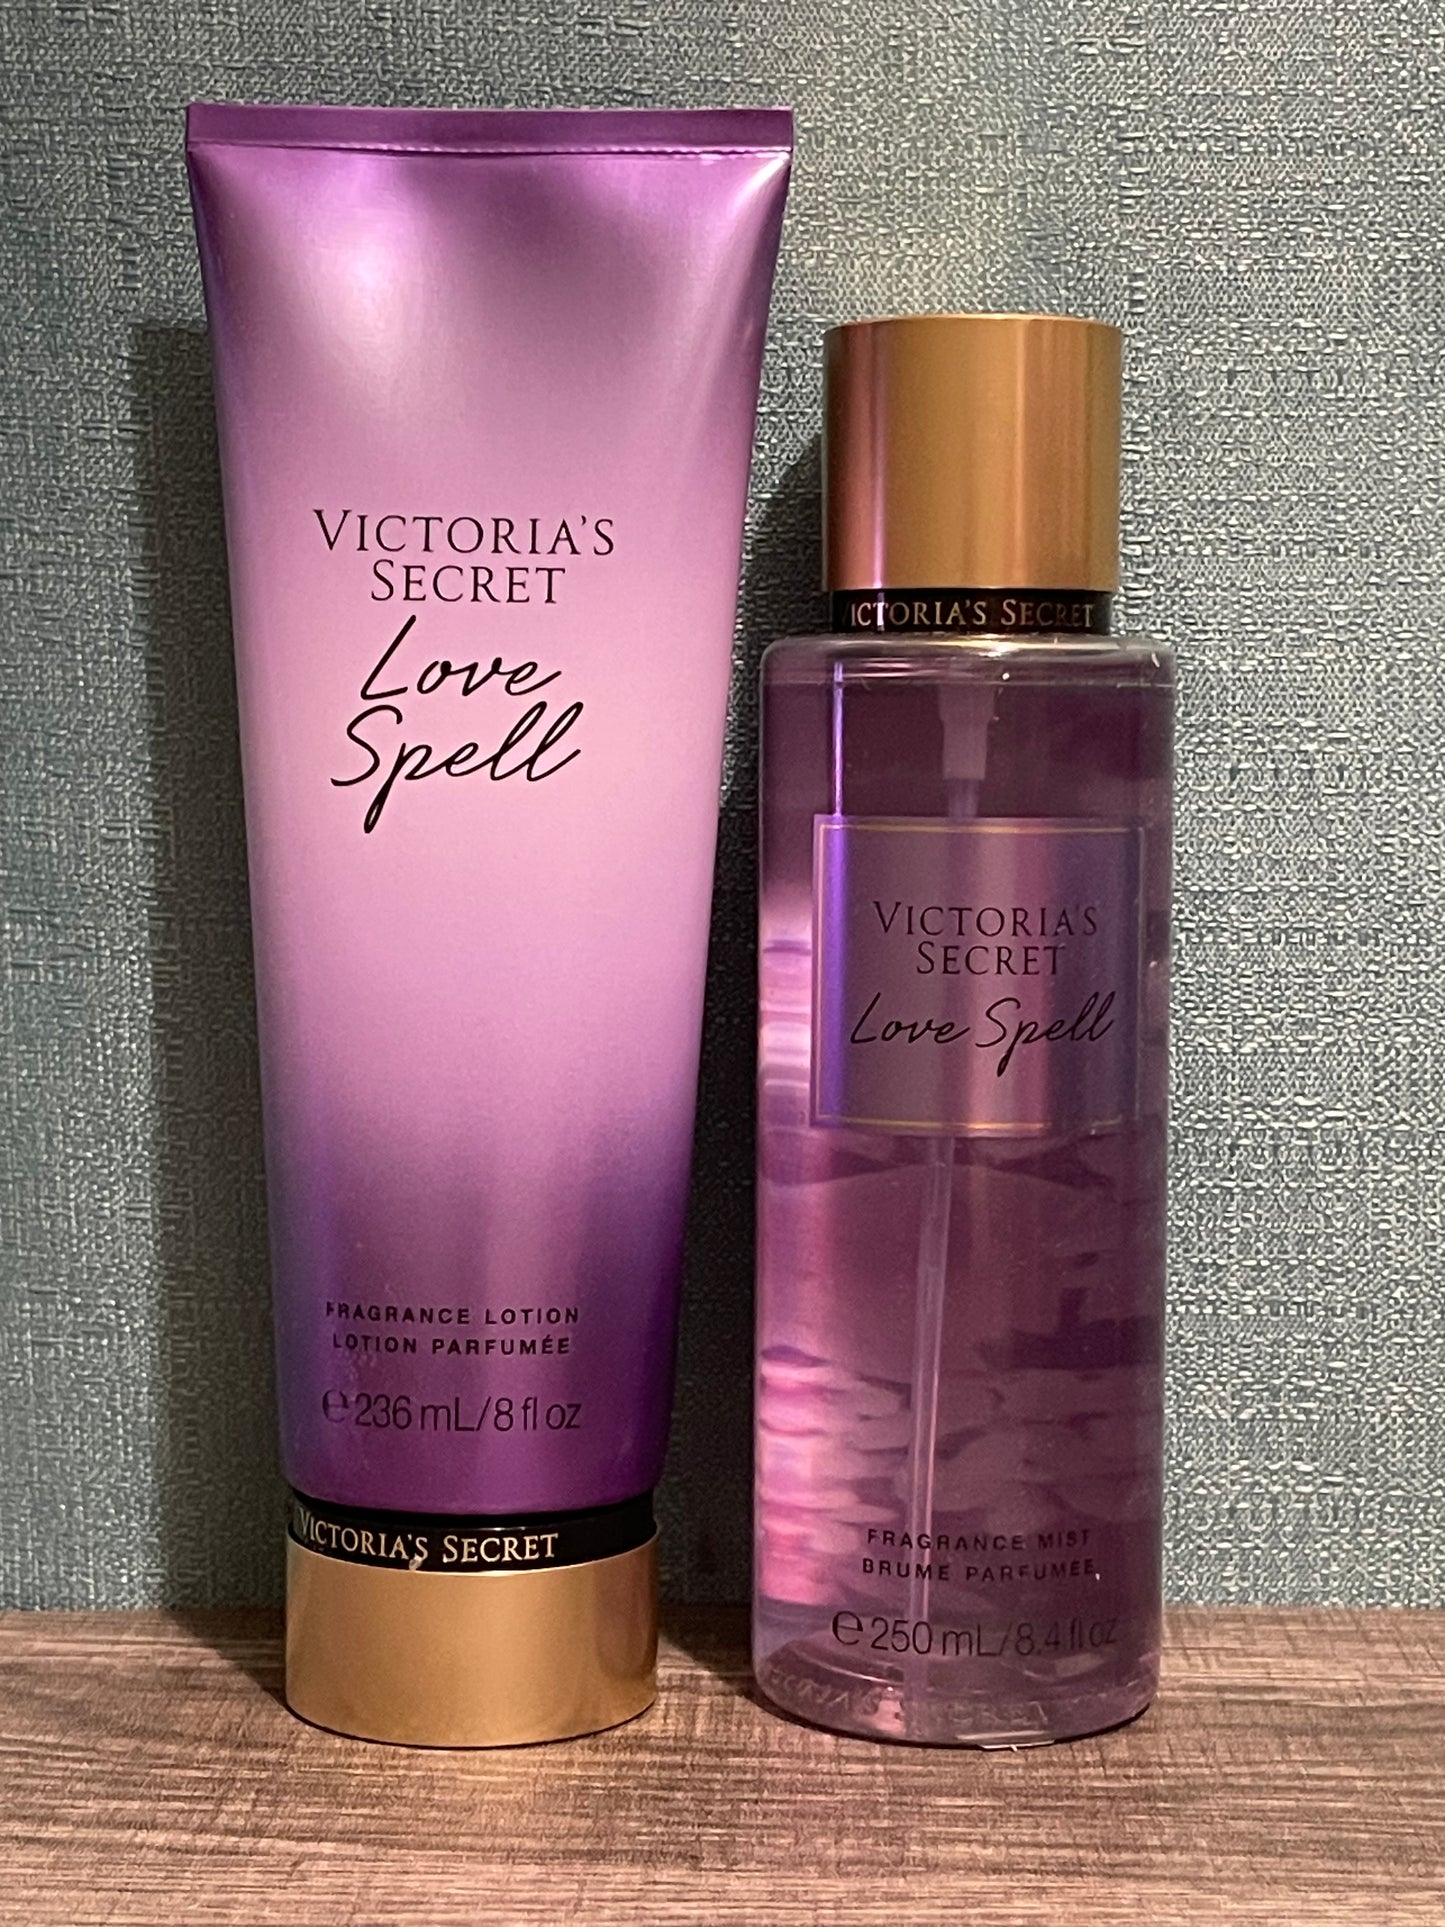 VICTORIA'S
SECRET
Love
Spell
FRAGRANCE LOTION
LOTION PARFUMÉE
℮236 mL/8 fl oz
VICTORIA'S SECRET
VICTORIA'S SECRET
VICTORIA'S
SECRET
Love Spell
FRAGRANCE MIST
BRUME PARFUMÉE
℮250 mL/8.4 fl oz